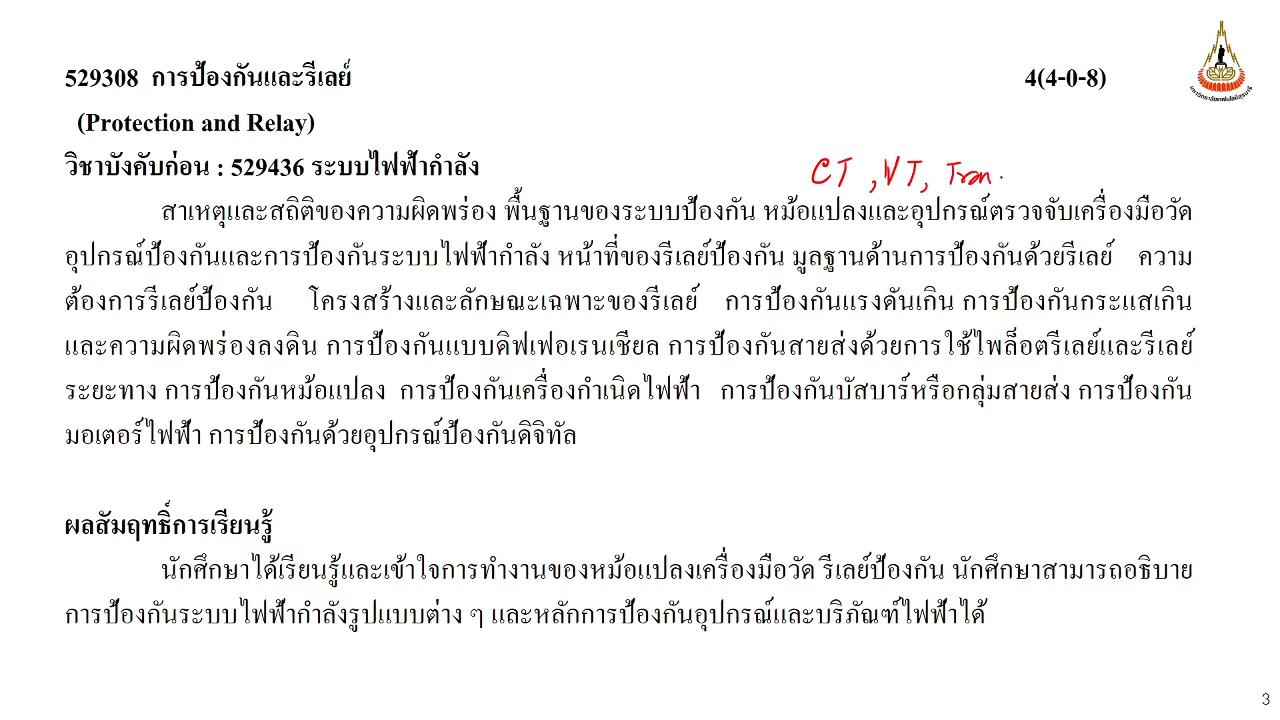 529308 การป้องกันและรีเลย์ 4(4-0-8)
(Protection and Relay)
วิชาบังคับก่อน : 529436 ระบบไฟฟ้ากำลัง
CT , VT, Tran.
สาเหตุและสถิติของความผิดพร่อง พื้นฐานของระบบป้องกัน หม้อแปลงและอุปกรณ์ตรวจจับเครื่องมือวัด
อุปกรณ์ป้องกันและการป้องกันระบบไฟฟ้ากำลัง หน้าที่ของรีเลย์ป้องกัน มูลฐานด้านการป้องกันด้วยรีเลย์ ความ
ต้องการรีเลย์ป้องกัน โครงสร้างและลักษณะเฉพาะของรีเลย์ การป้องกันแรงดันเกิน การป้องกันกระแสเกิน
และความผิดพร่องลงดิน การป้องกันแบบดิฟเฟอเรนเชียล การป้องกันสายส่งด้วยการใช้ไพล็อตรีเลย์และรีเลย์
ระยะทาง การป้องกันหม้อแปลง การป้องกันเครื่องกำเนิดไฟฟ้า การป้องกันบัสบาร์หรือกลุ่มสายส่ง การป้องกัน
มอเตอร์ไฟฟ้า การป้องกันด้วยอุปกรณ์ป้องกันดิจิทัล
ผลสัมฤทธิ์การเรียนรู้
นักศึกษาได้เรียนรู้และเข้าใจการทำงานของหม้อแปลงเครื่องมือวัด รีเลย์ป้องกัน นักศึกษาสามารถอธิบาย
การป้องกันระบบไฟฟ้ากำลังรูปแบบต่าง ๆ และหลักการป้องกันอุปกรณ์และบริภัณฑ์ไฟฟ้าได้
มหาวิทยาลัยเทคโนโลยีสุรนารี
3